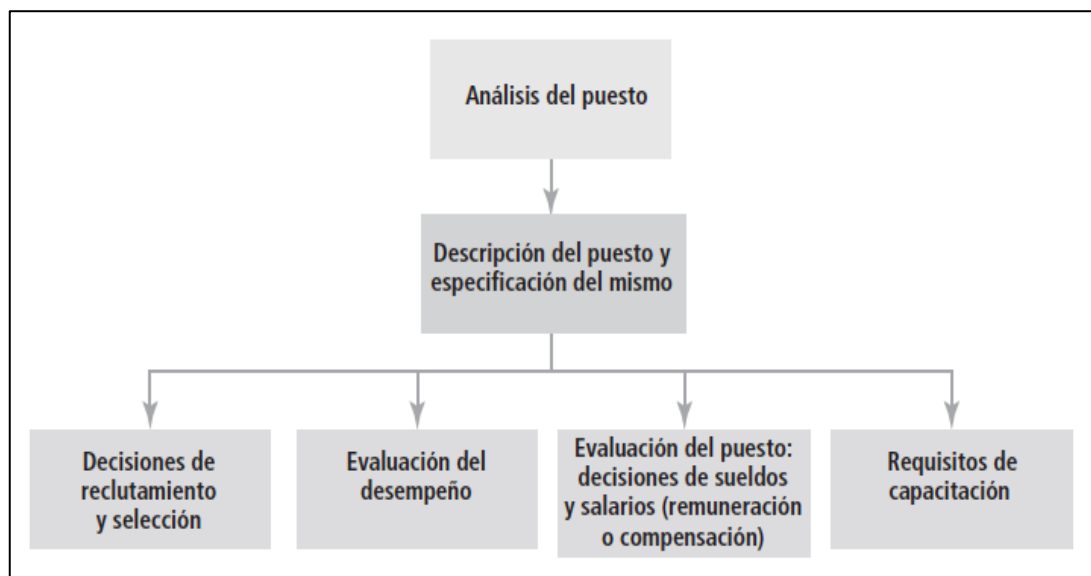 Análisis del puesto
Descripción del puesto y
especificación del mismo
Decisiones de
reclutamiento
y selección
Evaluación del
desempeño
Evaluación del puesto:
decisiones de sueldos
y salarios (remuneración
o compensación)
Requisitos de
capacitación